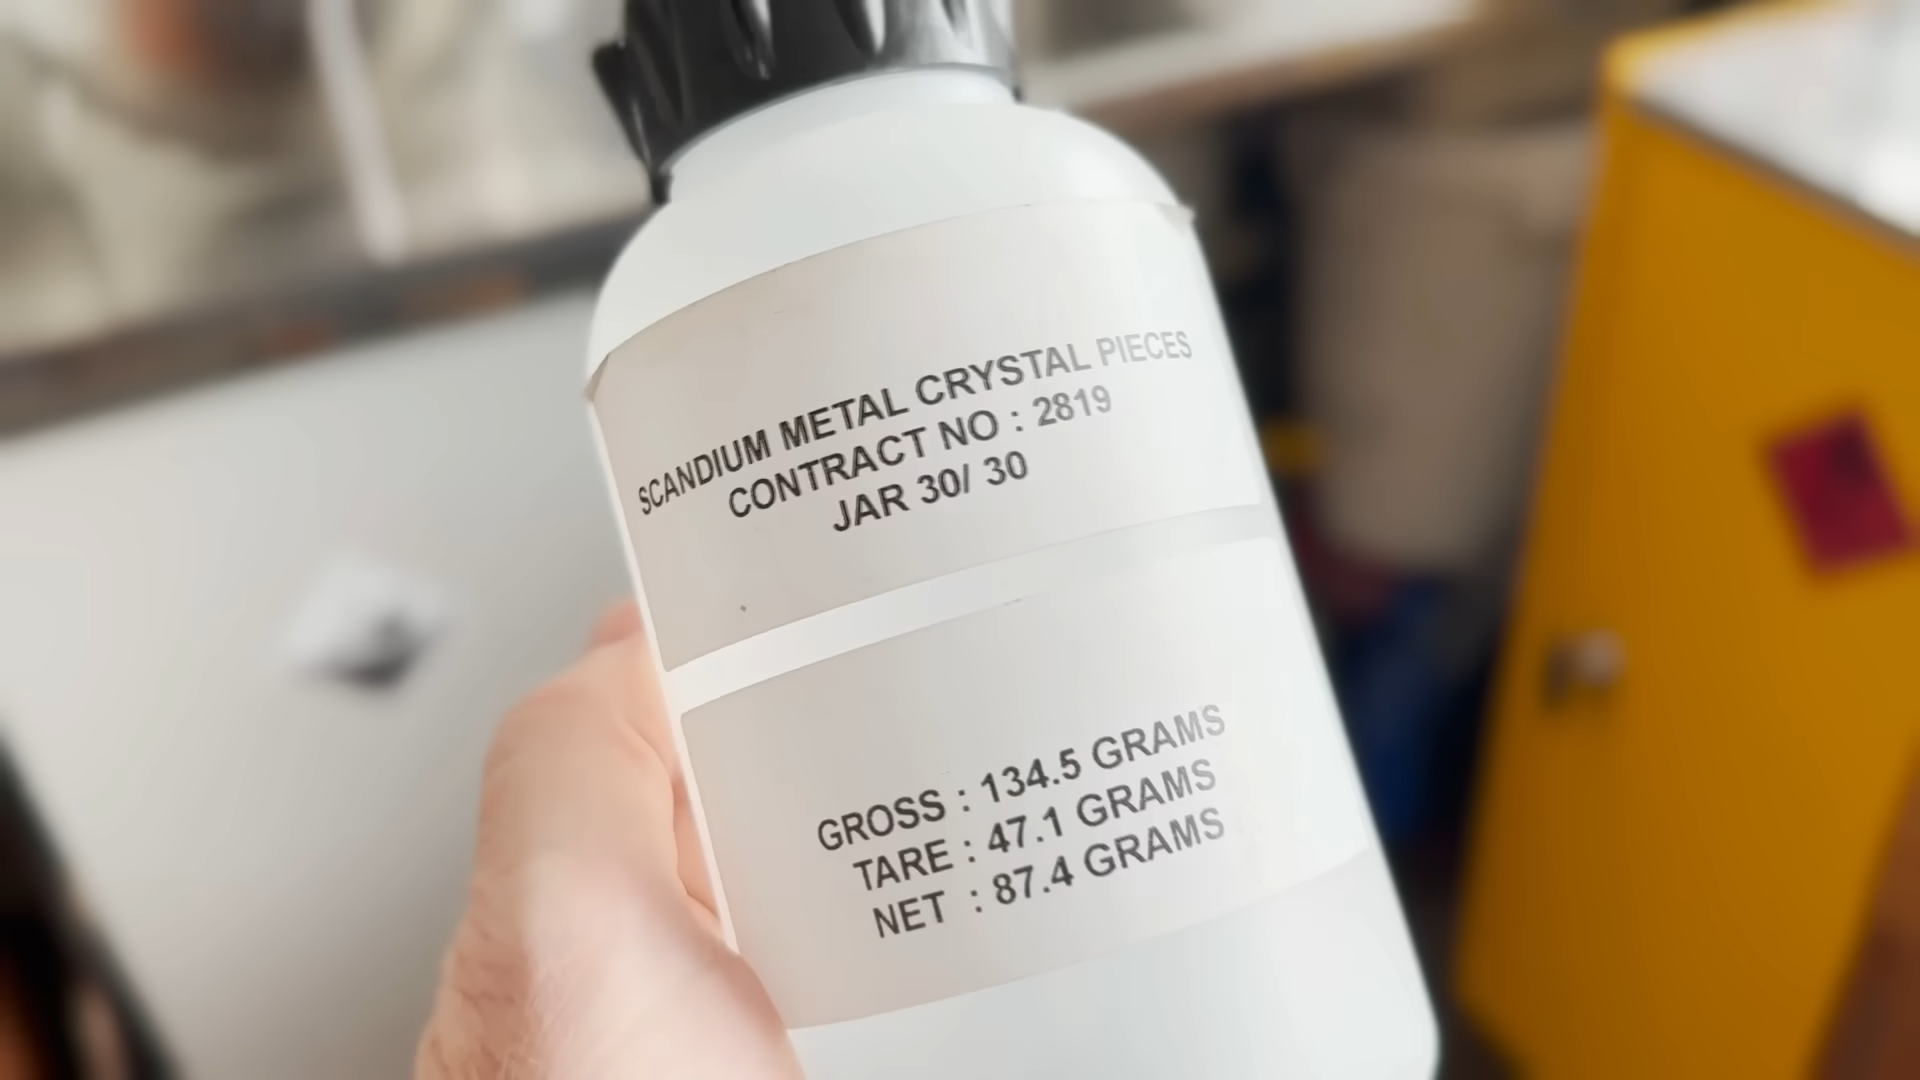 SCANDIUM METAL CRYSTAL PIECES
CONTRACT NO : 2819
JAR 30/ 30
GROSS : 134.5 GRAMS
TARE : 47.1 GRAMS
NET : 87.4 GRAMS